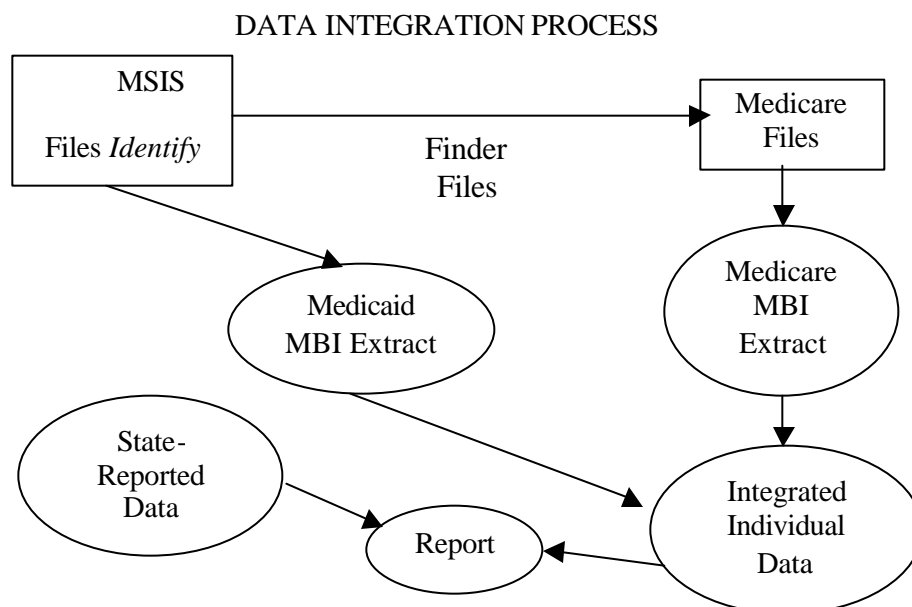 DATA INTEGRATION PROCESS
MSIS
Files Identify
Finder
Files
Medicare
Files
Medicaid
MBI Extract
Medicare
MBI
Extract
State-
Reported
Data
Report
Integrated
Individual
Data